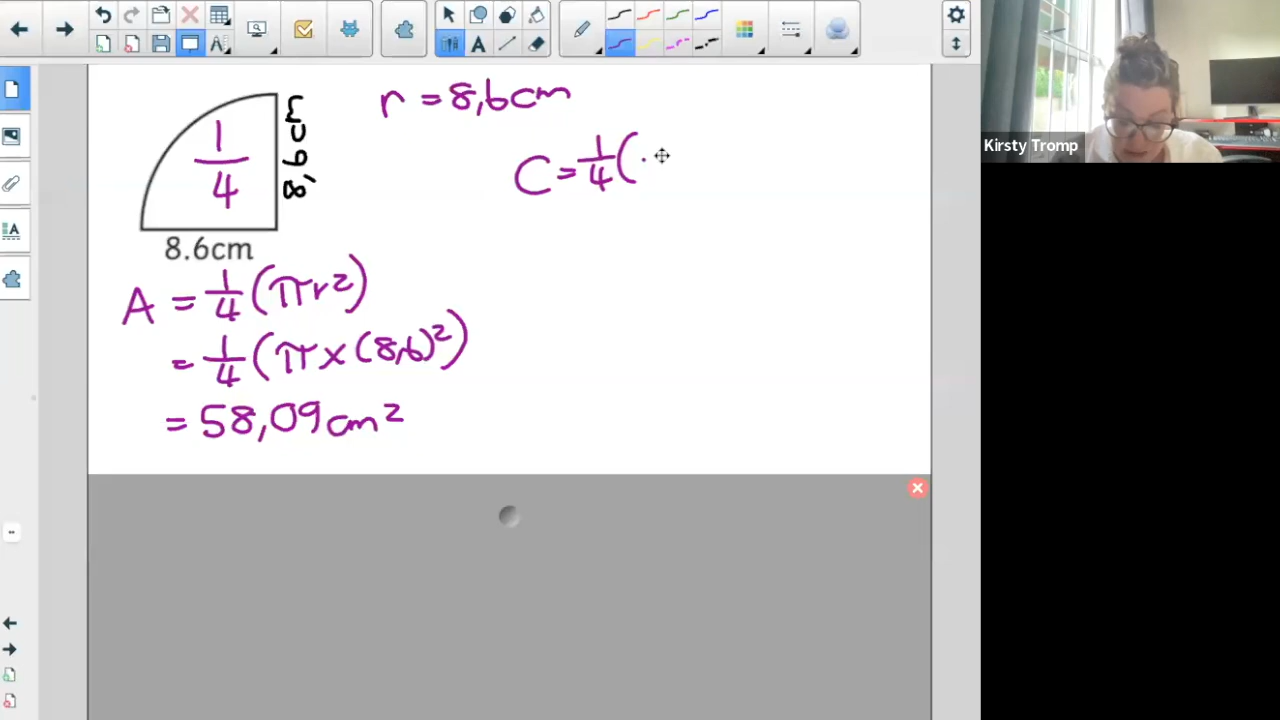 r = 8,6cm
1/4
8,6cm
8.6cm
C = 1/4 (
A = 1/4 (πr²)
= 1/4 (π × (8,6)²)
= 58,09 cm²
Kirsty Tromp